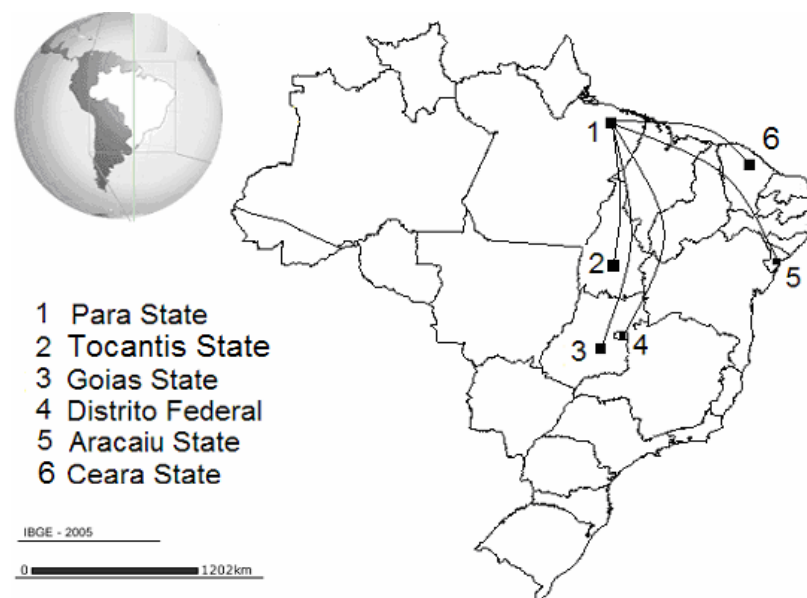 1
6
2
5
3
4
1 Para State
2 Tocantis State
3 Goias State
4 Distrito Federal
5 Aracaiu State
6 Ceara State
IBGE - 2005
0 1202km